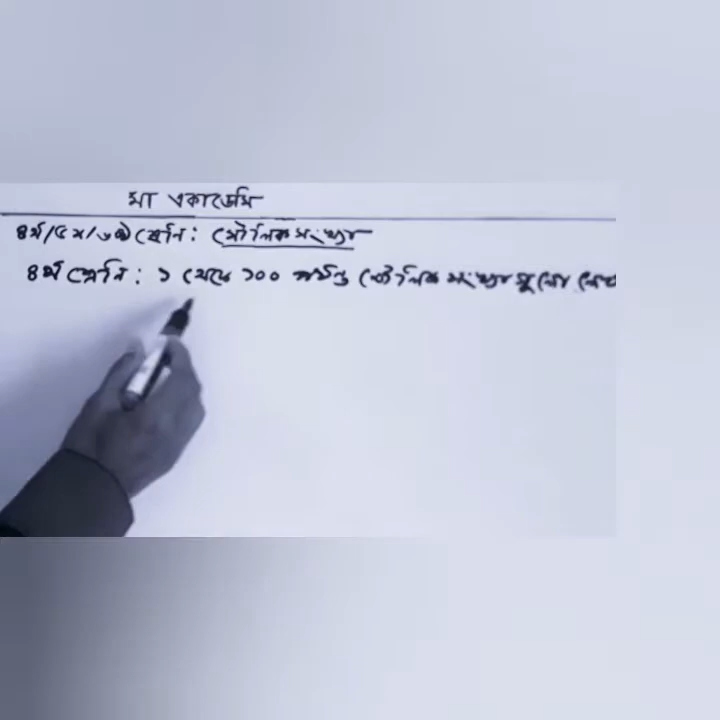 মা একাডেমি
৪র্থ/৫ম/৬ষ্ঠ শ্রেনি : মৌলিক সংখ্যা
৪র্থ শ্রেনি : ১ থেকে ১০০ পর্যন্ত মৌলিক সংখ্যা গুলো লেখ